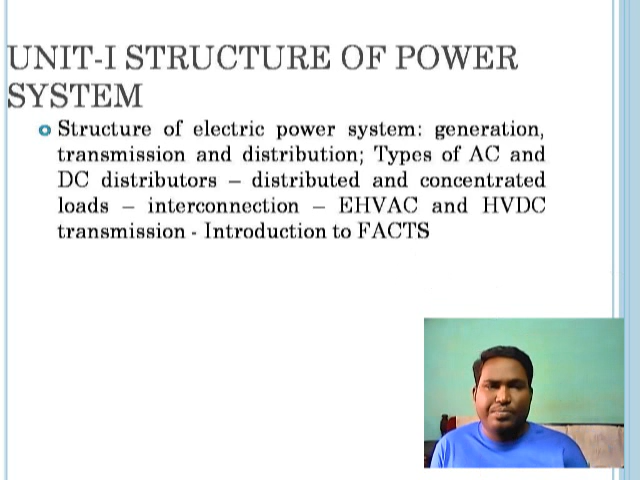 UNIT-I STRUCTURE OF POWER
SYSTEM
Structure of electric power system: generation,
transmission and distribution; Types of AC and
DC distributors – distributed and concentrated
loads – interconnection – EHVAC and HVDC
transmission - Introduction to FACTS